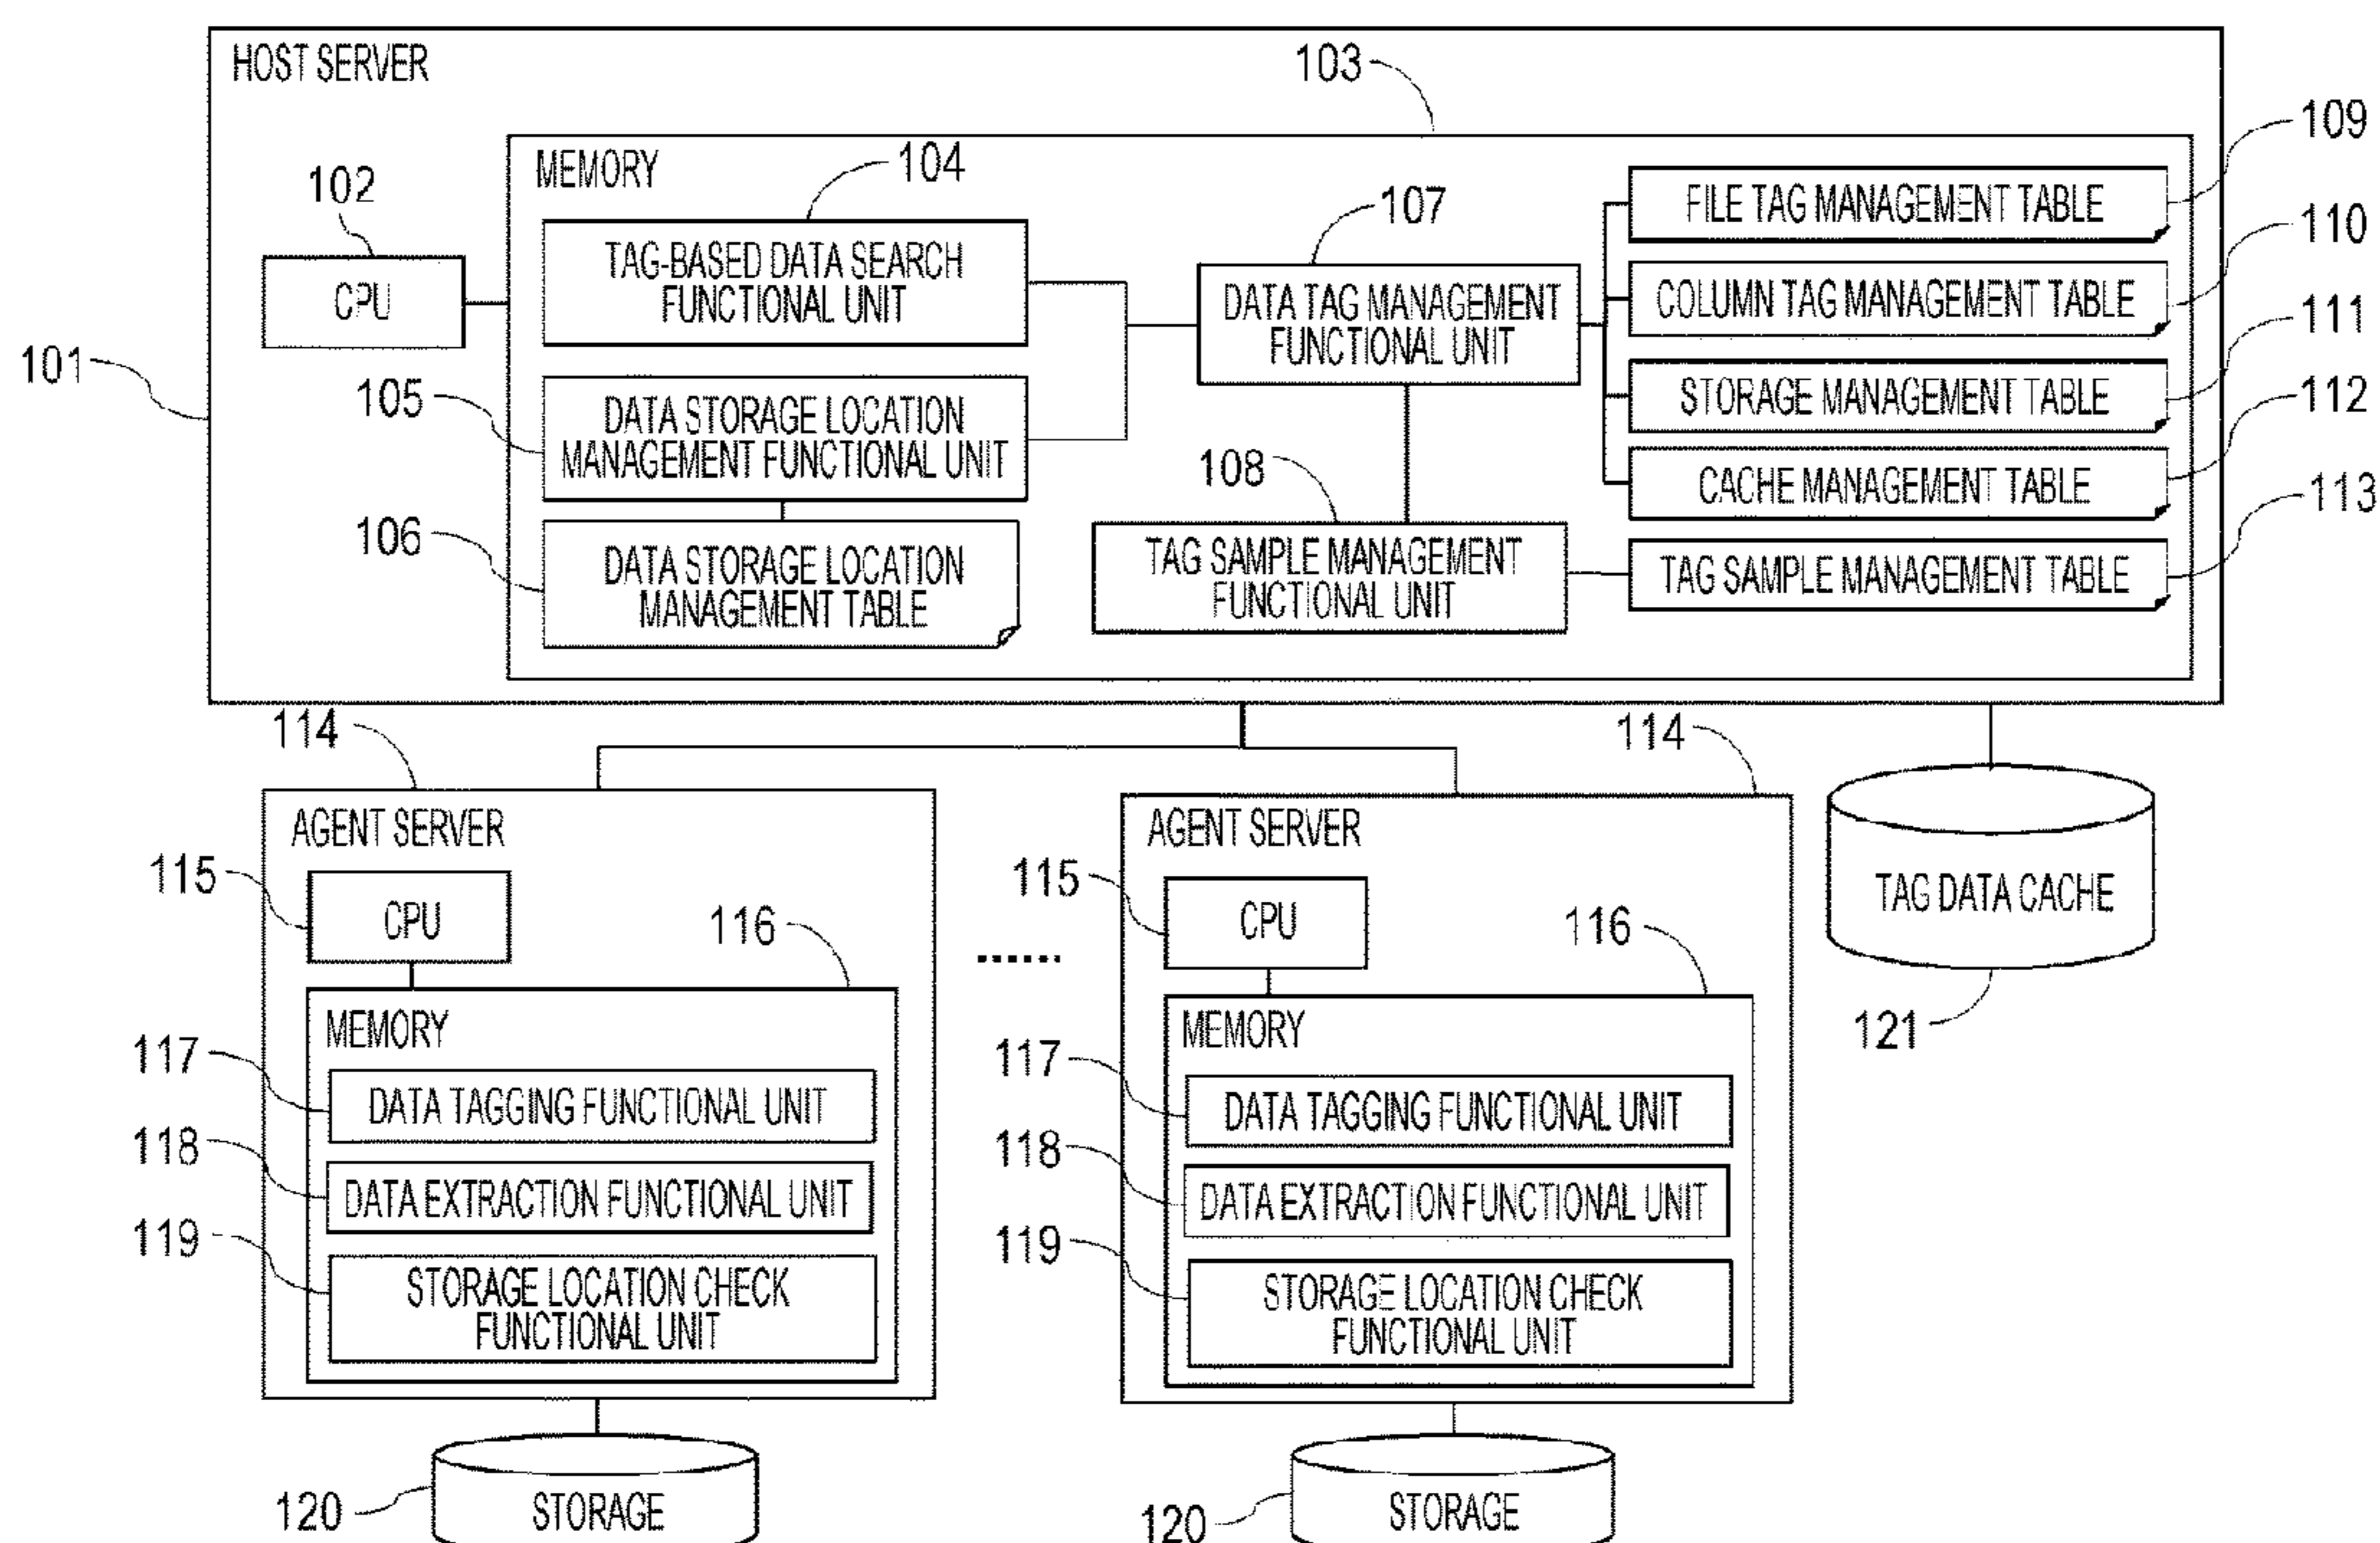 HOST SERVER
103
109
MEMORY
104
102
CPU
TAG-BASED DATA SEARCH
FUNCTIONAL UNIT
107
DATA TAG MANAGEMENT
FUNCTIONAL UNIT
FILE TAG MANAGEMENT TABLE
110
COLUMN TAG MANAGEMENT TABLE
111
101
105
DATA STORAGE LOCATION
MANAGEMENT FUNCTIONAL UNIT
STORAGE MANAGEMENT TABLE
112
108
CACHE MANAGEMENT TABLE
113
106
DATA STORAGE LOCATION
MANAGEMENT TABLE
TAG SAMPLE MANAGEMENT
FUNCTIONAL UNIT
TAG SAMPLE MANAGEMENT TABLE
114
AGENT SERVER
115
CPU
116
MEMORY
117
DATA TAGGING FUNCTIONAL UNIT
118
DATA EXTRACTION FUNCTIONAL UNIT
119
STORAGE LOCATION CHECK
FUNCTIONAL UNIT
120
STORAGE
......
114
AGENT SERVER
115
CPU
116
MEMORY
117
DATA TAGGING FUNCTIONAL UNIT
118
DATA EXTRACTION FUNCTIONAL UNIT
119
STORAGE LOCATION CHECK
FUNCTIONAL UNIT
120
STORAGE
TAG DATA CACHE
121